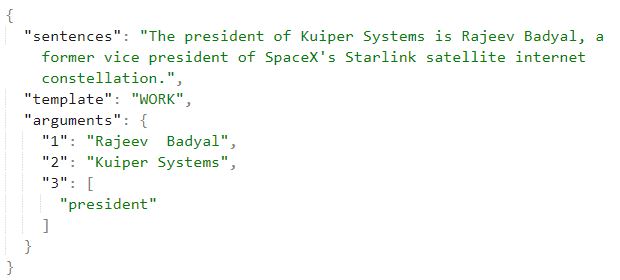 {
"sentences": "The president of Kuiper Systems is Rajeev Badyal, a
former vice president of SpaceX's Starlink satellite internet
constellation.",
"template": "WORK",
"arguments": {
"1": "Rajeev  Badyal",
"2": "Kuiper Systems",
"3": [
"president"
]
}
}